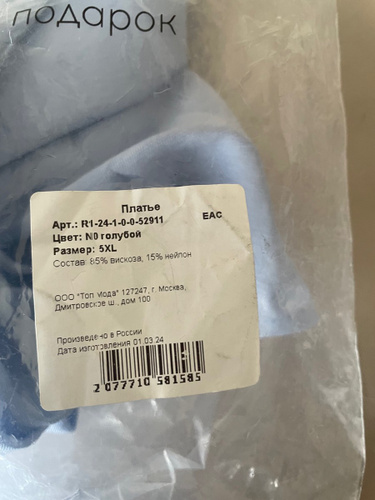 подарок
Платье
Арт.: R1-24-1-0-0-52911 EAC
Цвет: N0 голубой
Размер: 5XL
Состав: 85% вискоза, 15% нейлон
ООО "Топ Мода" 127247, г. Москва,
Дмитровское ш., дом 100
Произведено в России
Дата изготовления 01.03.24
2 077710 581585